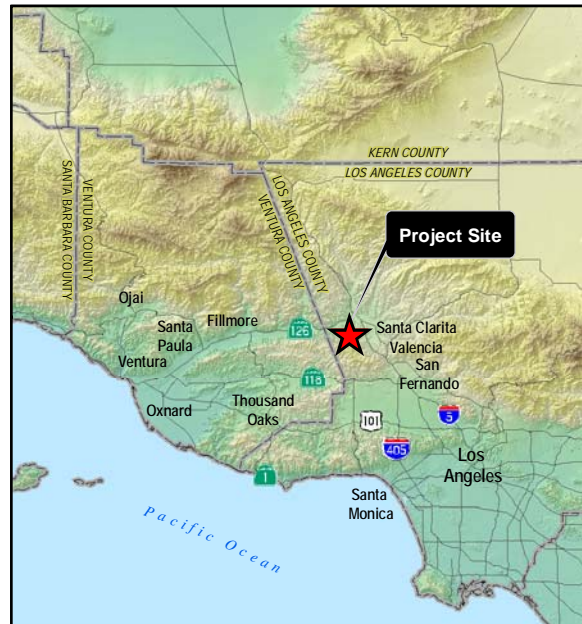 KERN COUNTY
LOS ANGELES COUNTY
SANTA BARBARA COUNTY
VENTURA COUNTY
LOS ANGELES COUNTY
VENTURA COUNTY
Project Site
Ojai
Santa
Paula
Fillmore
126
Santa Clarita
Valencia
San
Fernando
Ventura
118
Oxnard
Thousand
Oaks
101
5
405
Los
Angeles
1
Santa
Monica
Pacific Ocean